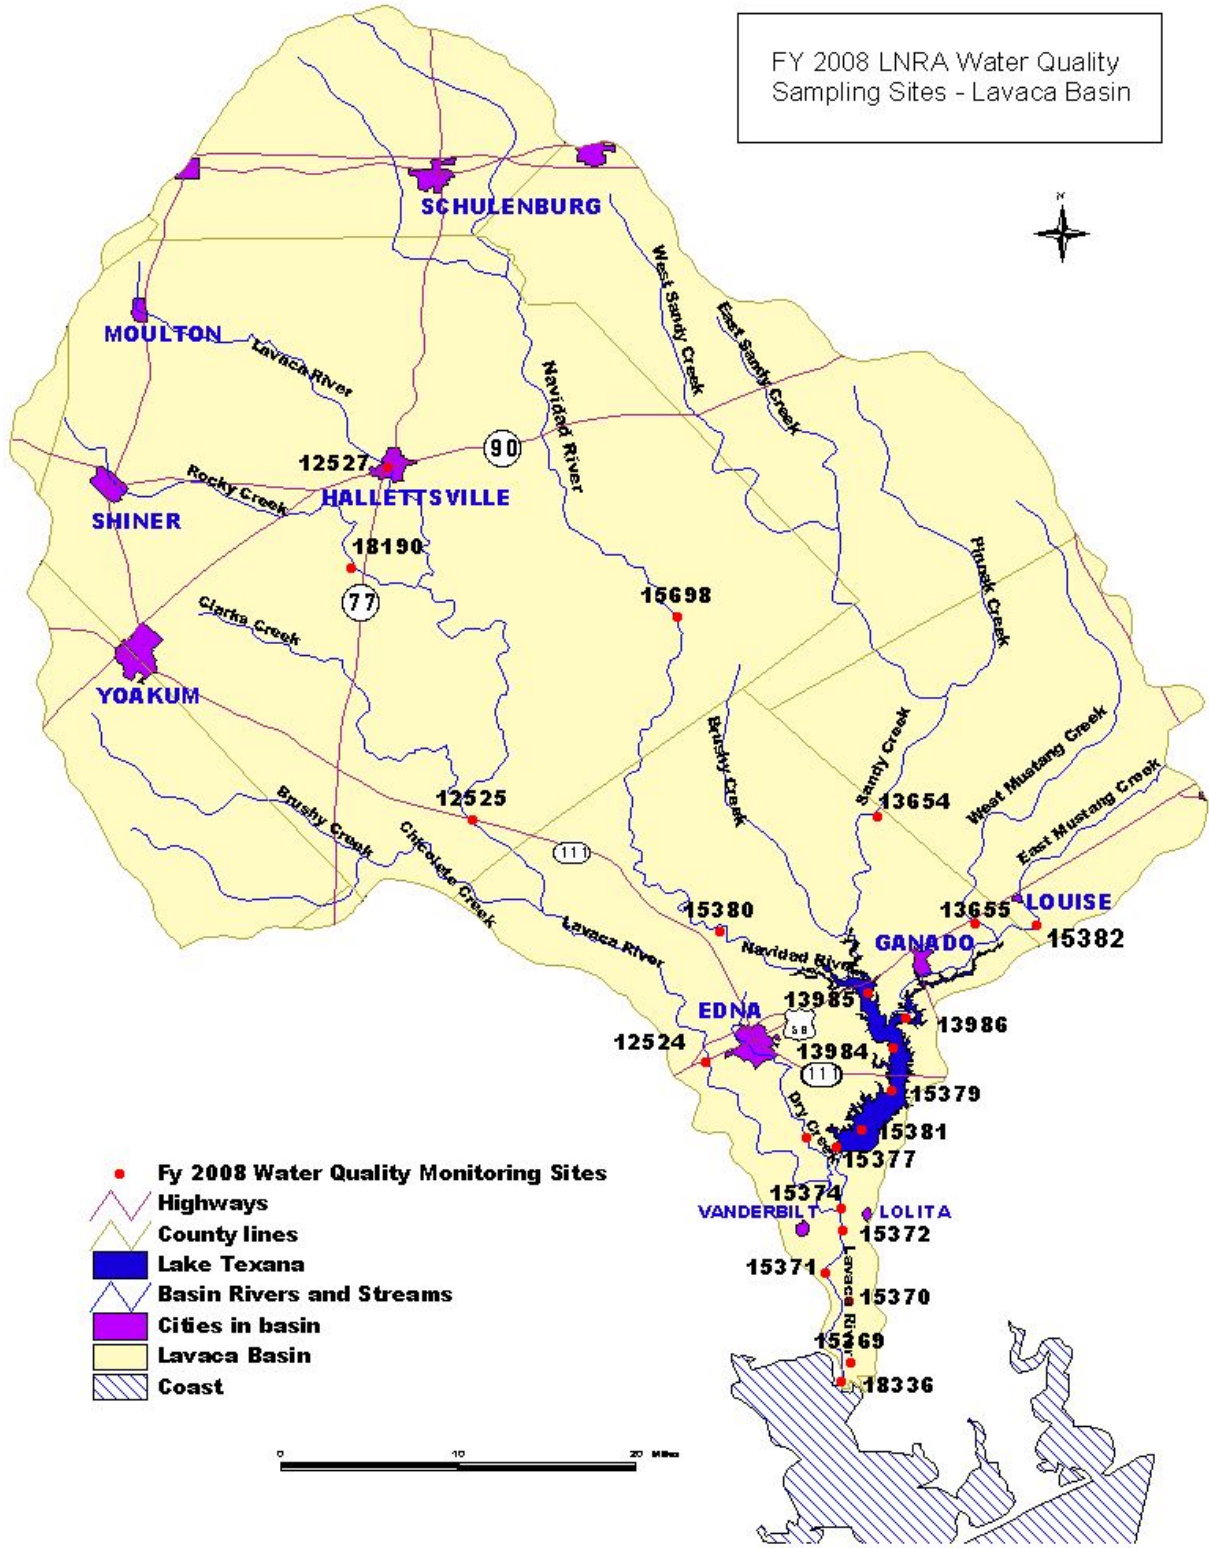 FY 2008 LNRA Water Quality
Sampling Sites - Lavaca Basin
N
SCHULENBURG
West Sandy Creek
East Sandy Creek
MOULTON
Lavaca River
Navidad River
90
12527
HALLETTSVILLE
Rocky Creek
SHINER
18190
77
15698
Pinoak Creek
Clarks Creek
YOAKUM
Brushy Creek
Sandy Creek
West Mustang Creek
East Mustang Creek
13654
12525
Brushy Creek
Chicolete Creek
111
LOUISE
15380
13655
15382
GANADO
Lavaca River
Navidad River
13985
EDNA
13986
12524
13984
111
15379
Dry Creek
15381
15377
15374
VANDERBILT
LOLITA
15372
15371
Lavaca River
15370
15369
18336
Fy 2008 Water Quality Monitoring Sites
Highways
County lines
Lake Texana
Basin Rivers and Streams
Cities in basin
Lavaca Basin
Coast
0 10 20 Miles